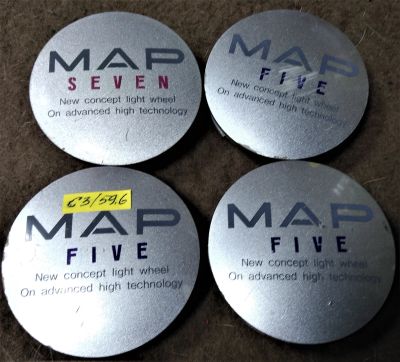 MAP
SEVEN
New concept light wheel
On advanced high technology
MAP
FIVE
New concept light wheel
On advanced high technology
C3/59.6
MAP
FIVE
New concept light wheel
On advanced high technology
MAP
FIVE
New concept light wheel
On advanced high technology